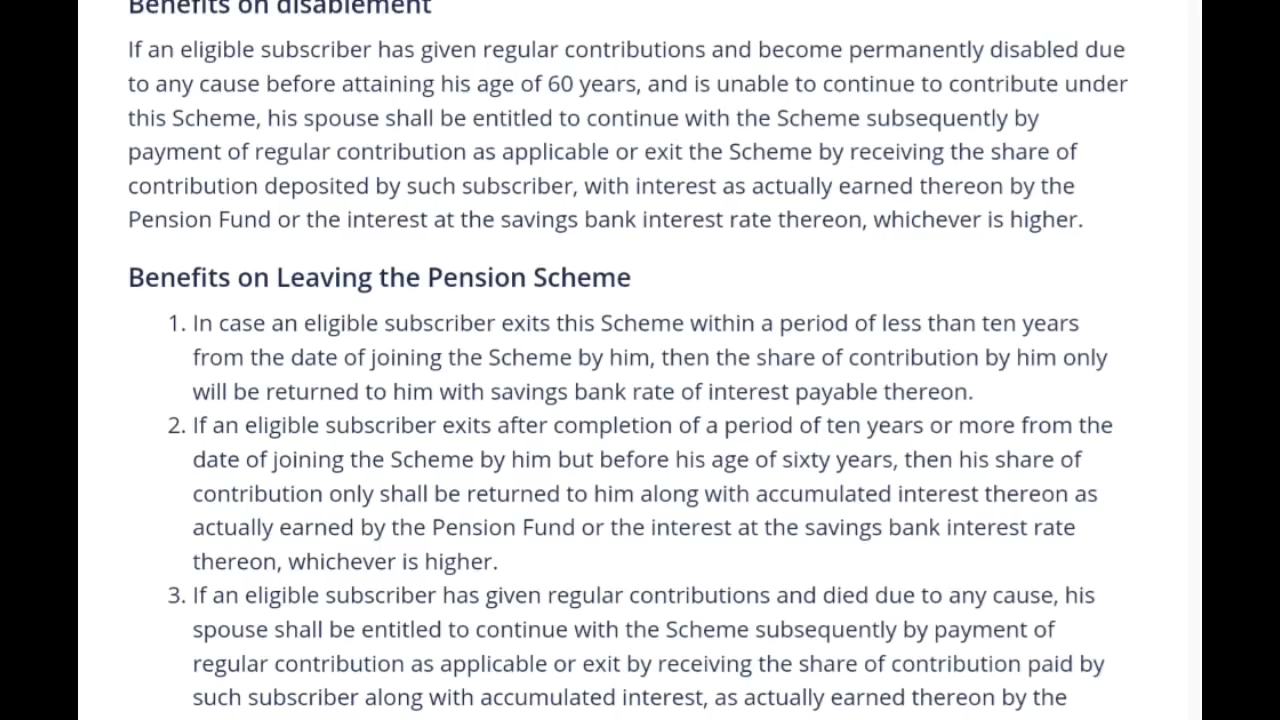 Benefits on disablement
If an eligible subscriber has given regular contributions and become permanently disabled due
to any cause before attaining his age of 60 years, and is unable to continue to contribute under
this Scheme, his spouse shall be entitled to continue with the Scheme subsequently by
payment of regular contribution as applicable or exit the Scheme by receiving the share of
contribution deposited by such subscriber, with interest as actually earned thereon by the
Pension Fund or the interest at the savings bank interest rate thereon, whichever is higher.
Benefits on Leaving the Pension Scheme
1. In case an eligible subscriber exits this Scheme within a period of less than ten years
from the date of joining the Scheme by him, then the share of contribution by him only
will be returned to him with savings bank rate of interest payable thereon.
2. If an eligible subscriber exits after completion of a period of ten years or more from the
date of joining the Scheme by him but before his age of sixty years, then his share of
contribution only shall be returned to him along with accumulated interest thereon as
actually earned by the Pension Fund or the interest at the savings bank interest rate
thereon, whichever is higher.
3. If an eligible subscriber has given regular contributions and died due to any cause, his
spouse shall be entitled to continue with the Scheme subsequently by payment of
regular contribution as applicable or exit by receiving the share of contribution paid by
such subscriber along with accumulated interest, as actually earned thereon by the